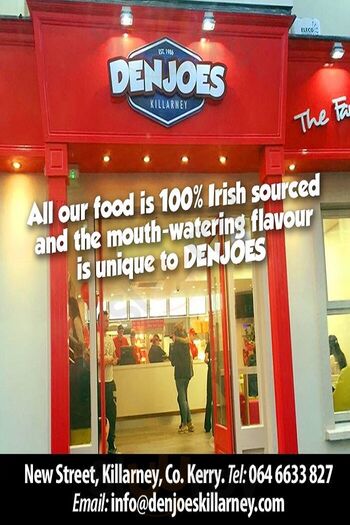 ELECO
EST. 1986
DENJOES
KILLARNEY
The Fa
All our food is 100% Irish sourced
and the mouth-watering flavour
is unique to DENJOES
New Street, Killarney, Co. Kerry. Tel: 064 6633 827
Email: info@denjoeskillarney.com